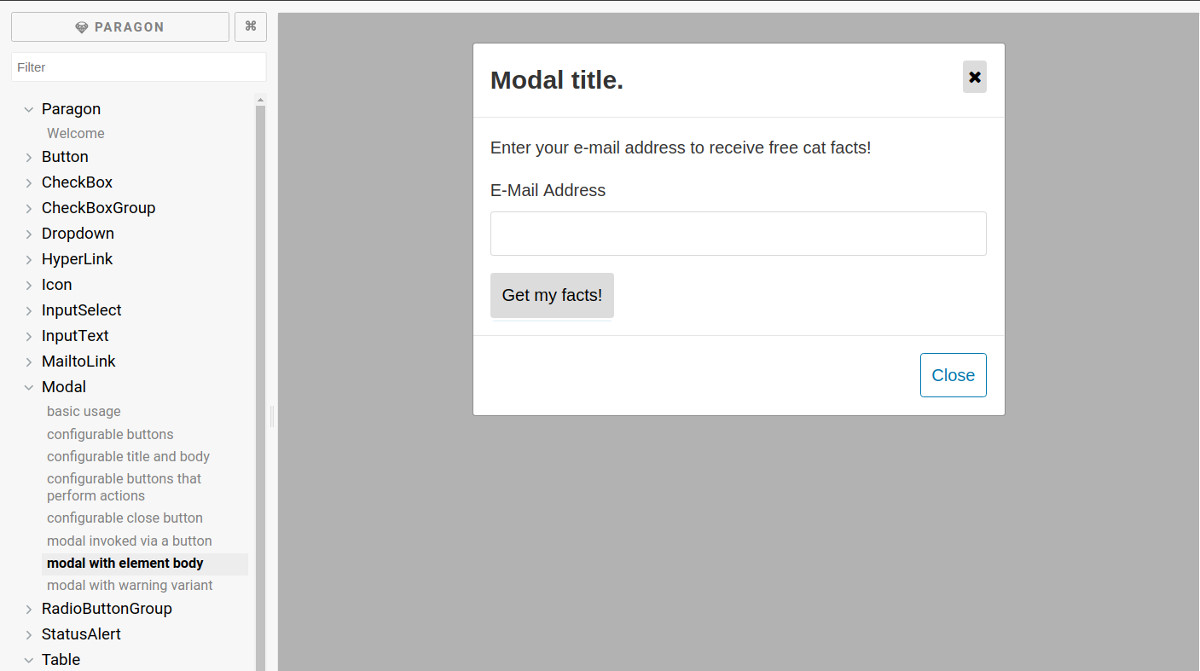 PARAGON
⌘
Filter
Paragon
Welcome
Button
CheckBox
CheckBoxGroup
Dropdown
HyperLink
Icon
InputSelect
InputText
MailtoLink
Modal
basic usage
configurable buttons
configurable title and body
configurable buttons that
perform actions
configurable close button
modal invoked via a button
modal with element body
modal with warning variant
RadioButtonGroup
StatusAlert
Table
Modal title.
Enter your e-mail address to receive free cat facts!
E-Mail Address
Get my facts!
Close